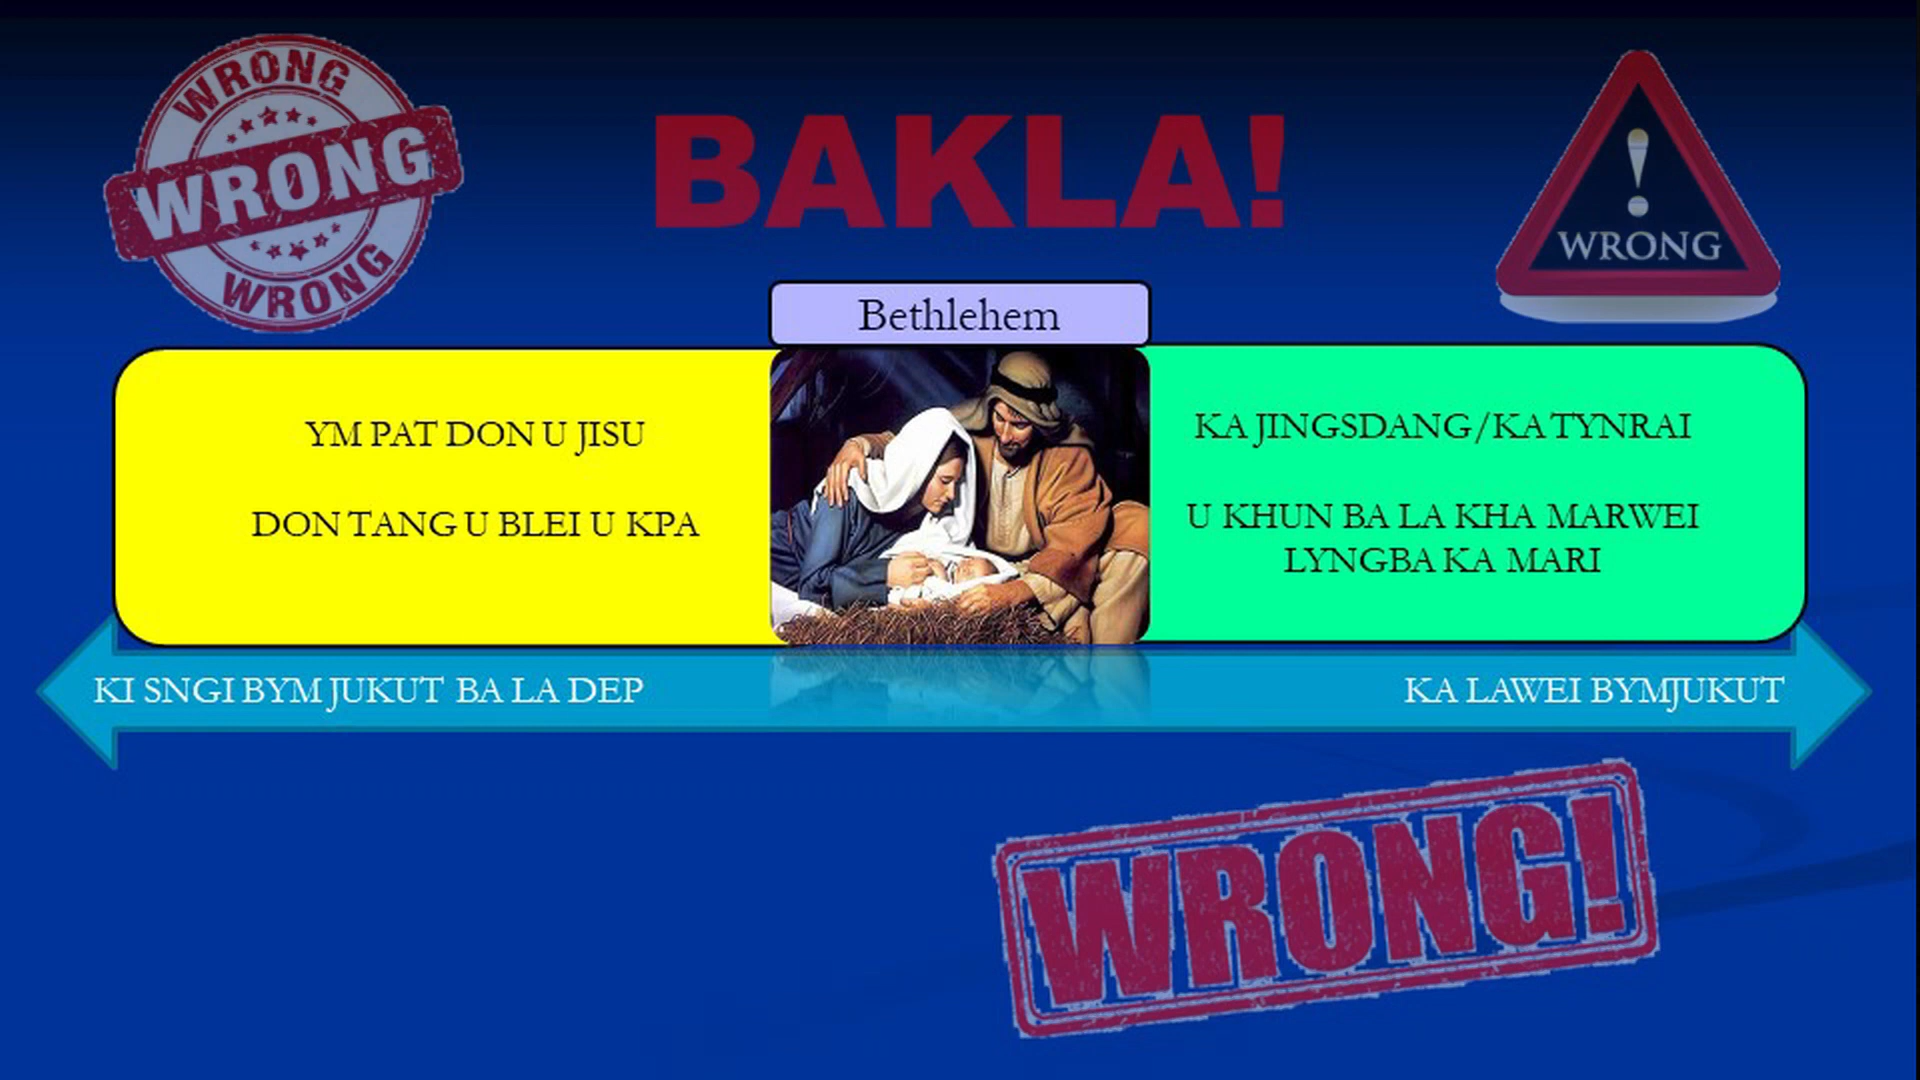 WRONG
WRONG
WRONG
BAKLA!
!
WRONG
Bethlehem
YM PAT DON U JISU
DON TANG U BLEI U KPA
KA JINGSDANG/KA TYNRAI
U KHUN BA LA KHA MARWEI
LYNGBA KA MARI
KI SNGI BYM JUKUT BA LA DEP
KA LAWEI BYMJUKUT
WRONG!